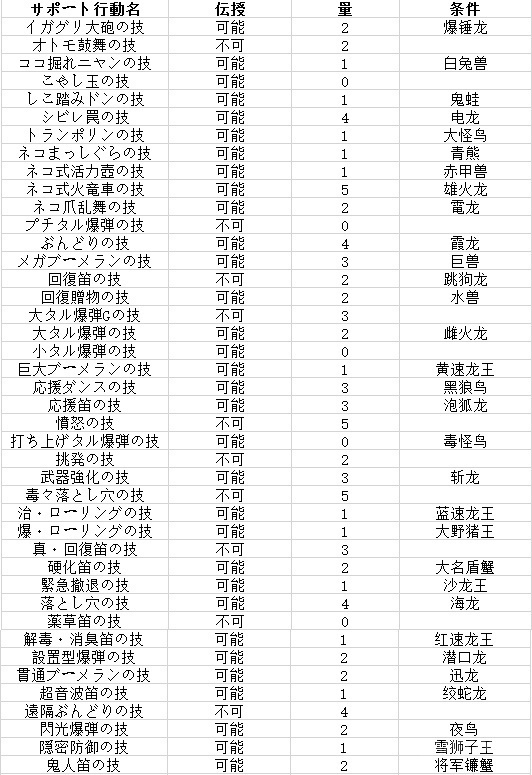 サポート行動名 伝授 量 条件
イガグリ大砲の技 可能 2 爆锤龙
オトモ鼓舞の技 不可 2
ココ掘れニャンの技 可能 1 白兔兽
こやし玉の技 可能 0
しこ踏みドンの技 可能 1 鬼蛙
シビレ罠の技 可能 4 电龙
トランポリンの技 可能 1 大怪鸟
ネコまっしぐらの技 可能 1 青熊
ネコ式活力壺の技 可能 1 赤甲兽
ネコ式火竜車の技 可能 5 雄火龙
ネコ爪乱舞の技 可能 2 電龙
プチタル爆弾の技 不可 0
ぶんどりの技 可能 4 霞龙
メガブーメランの技 可能 3 巨兽
回復笛の技 不可 2 跳狗龙
回復贈物の技 可能 2 水兽
大タル爆弾Gの技 不可 3
大タル爆弾の技 可能 2 雌火龙
小タル爆弾の技 可能 0
巨大ブーメランの技 可能 1 黄速龙王
応援ダンスの技 可能 3 黑狼鸟
応援笛の技 可能 3 泡狐龙
憤怒の技 不可 5
打ち上げタル爆弾の技 可能 0 毒怪鸟
挑発の技 不可 2
武器強化の技 可能 3 斩龙
毒々落とし穴の技 不可 5
治・ローリングの技 可能 1 蓝速龙王
爆・ローリングの技 可能 1 大野猪王
真・回復笛の技 不可 3
硬化笛の技 可能 2 大名盾蟹
緊急撤退の技 可能 1 沙龙王
落とし穴の技 可能 4 海龙
薬草笛の技 不可 0
解毒・消臭笛の技 可能 1 红速龙王
設置型爆弾の技 可能 2 潜口龙
貫通ブーメランの技 可能 2 迅龙
超音波笛の技 可能 1 绞蛇龙
遠隔ぶんどりの技 不可 4
閃光爆弾の技 可能 2 夜鸟
隠密防御の技 可能 1 雪狮子王
鬼人笛の技 可能 2 将军镰蟹